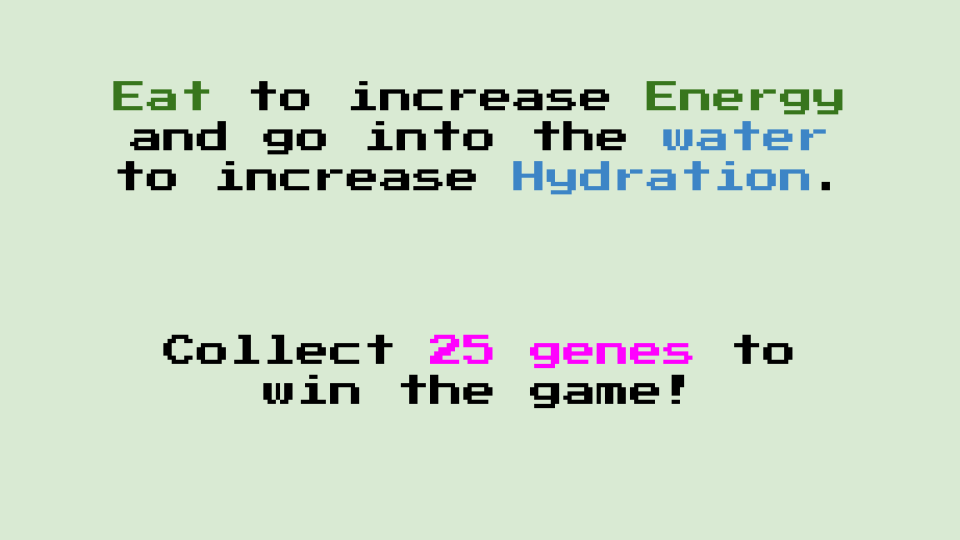 Eat to increase Energy
and go into the water
to increase Hydration.
Collect 25 genes to
win the game!